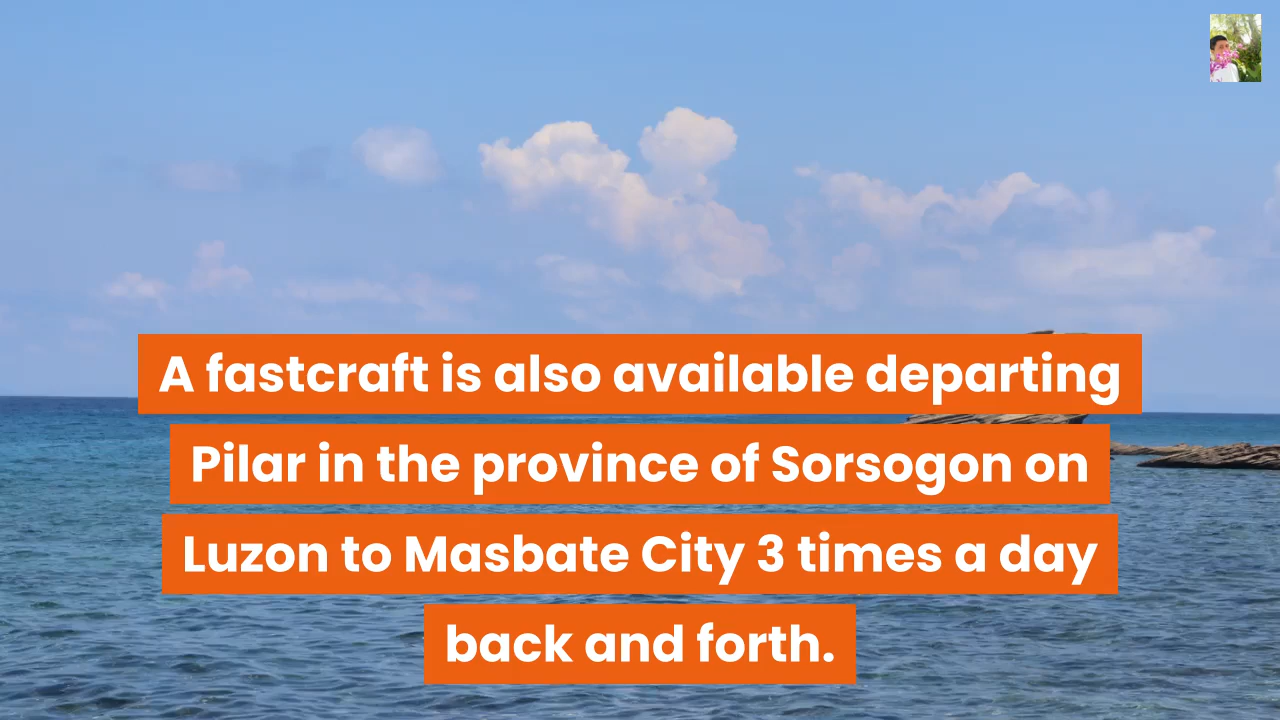 A fastcraft is also available departing
Pilar in the province of Sorsogon on
Luzon to Masbate City 3 times a day
back and forth.